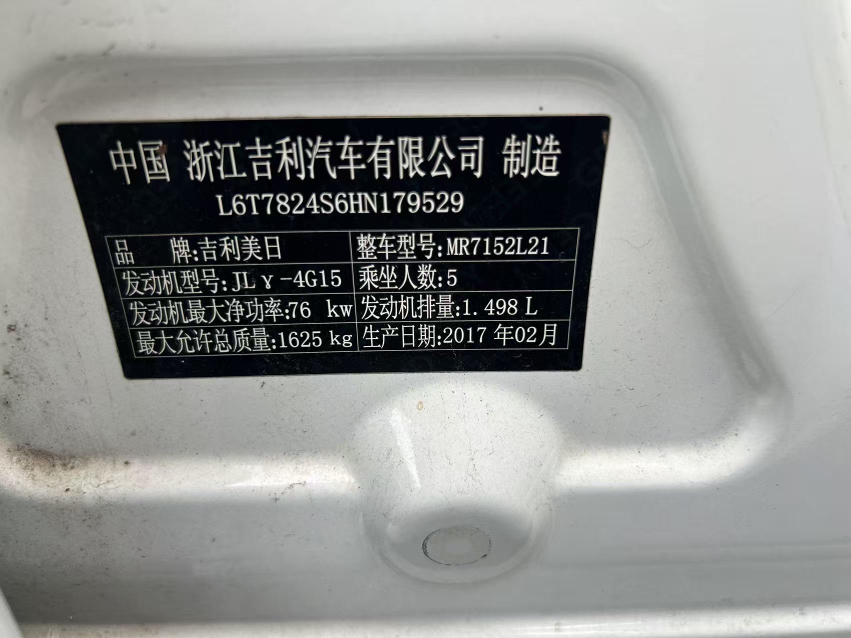 中国 浙江吉利汽车有限公司 制造
L6T7824S6HN179529
品 牌:吉利美日 整车型号:MR7152L21
发动机型号:JLγ-4G15 乘坐人数:5
发动机最大净功率:76 kw 发动机排量:1.498 L
最大允许总质量:1625 kg 生产日期:2017 年02月